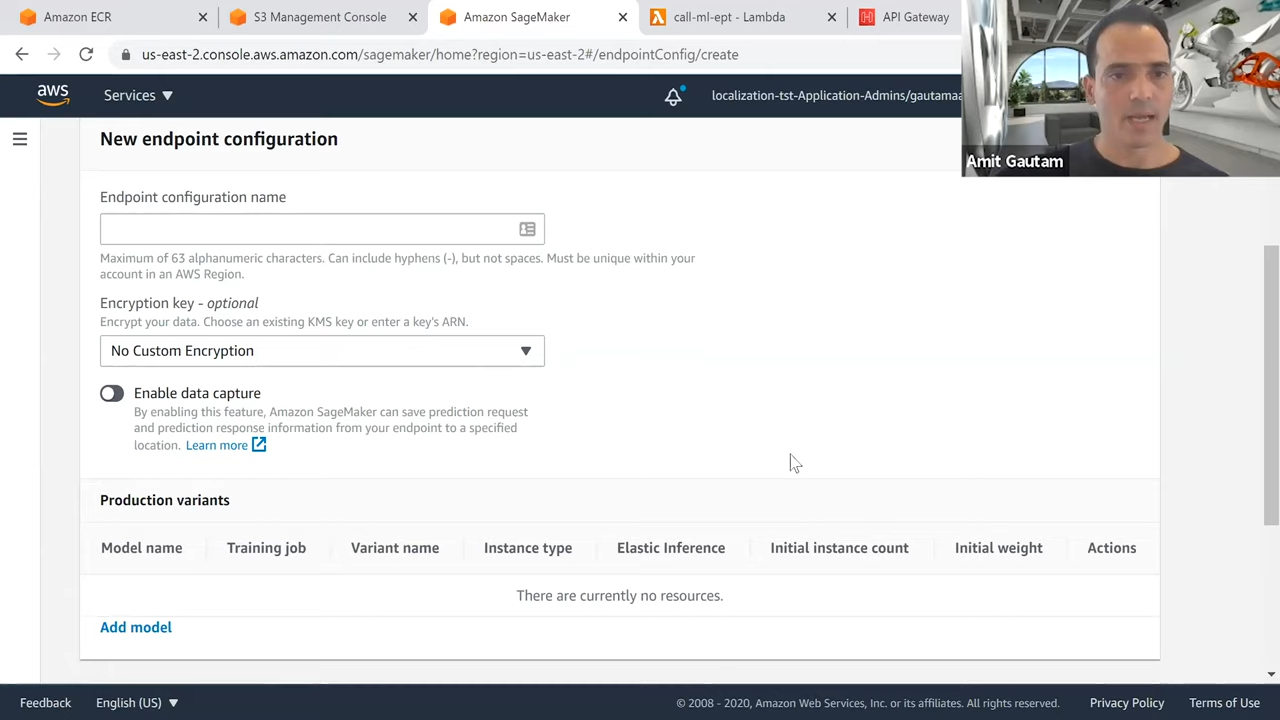 Amazon ECR
S3 Management Console
Amazon SageMaker
call-ml-ept - Lambda
API Gateway
us-east-2.console.aws.amazon.com/sagemaker/home?region=us-east-2#/endpointConfig/create
aws
Services
localization-tst-Application-Admins/gautamaa
Amit Gautam
New endpoint configuration
Endpoint configuration name
Maximum of 63 alphanumeric characters. Can include hyphens (-), but not spaces. Must be unique within your
account in an AWS Region.
Encryption key - optional
Encrypt your data. Choose an existing KMS key or enter a key's ARN.
No Custom Encryption
Enable data capture
By enabling this feature, Amazon SageMaker can save prediction request
and prediction response information from your endpoint to a specified
location. Learn more
Production variants
Model name Training job Variant name Instance type Elastic Inference Initial instance count Initial weight Actions
There are currently no resources.
Add model
Feedback English (US) © 2008 - 2020, Amazon Web Services, Inc. or its affiliates. All rights reserved. Privacy Policy Terms of Use